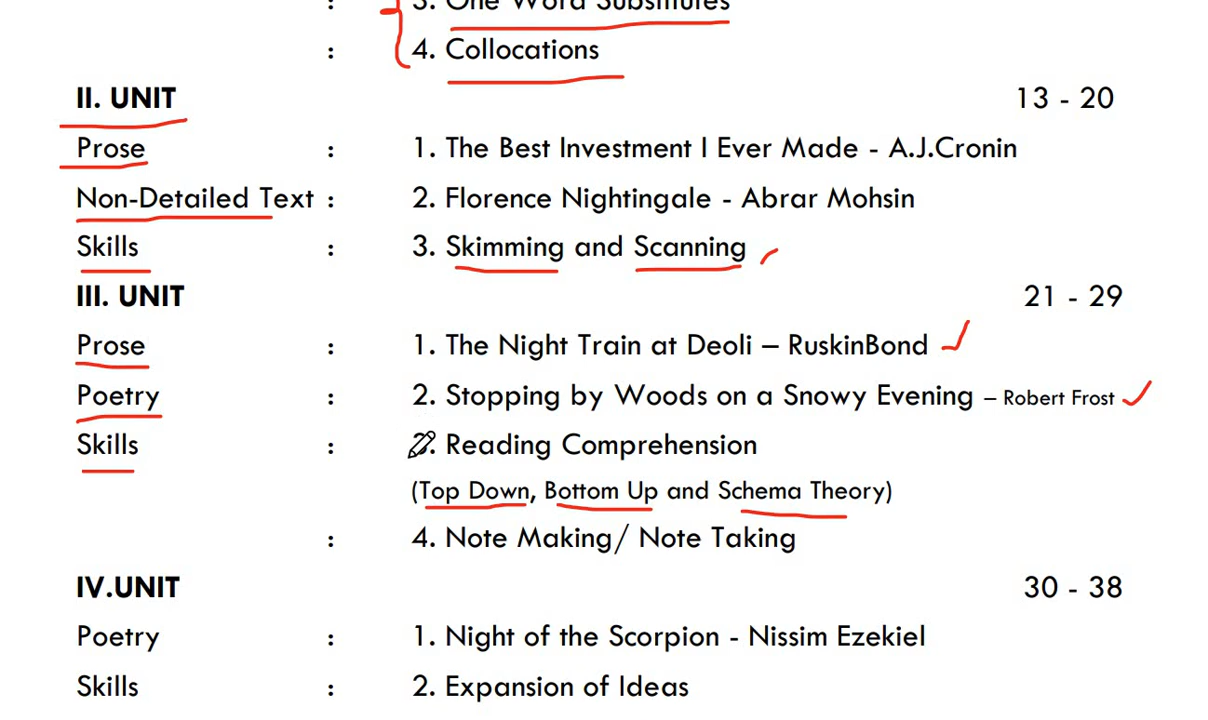 : 3. One Word Substitutes
: 4. Collocations
II. UNIT 13 - 20
Prose : 1. The Best Investment I Ever Made - A.J.Cronin
Non-Detailed Text : 2. Florence Nightingale - Abrar Mohsin
Skills : 3. Skimming and Scanning
III. UNIT 21 - 29
Prose : 1. The Night Train at Deoli – RuskinBond
Poetry : 2. Stopping by Woods on a Snowy Evening – Robert Frost
Skills : . Reading Comprehension
(Top Down, Bottom Up and Schema Theory)
: 4. Note Making/ Note Taking
IV.UNIT 30 - 38
Poetry : 1. Night of the Scorpion - Nissim Ezekiel
Skills : 2. Expansion of Ideas